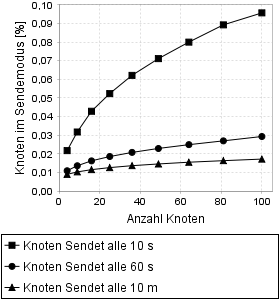 Knoten im Sendemodus [%]
0,10
0,09
0,08
0,07
0,06
0,05
0,04
0,03
0,02
0,01
0,00
0 20 40 60 80 100
Anzahl Knoten
Knoten Sendet alle 10 s
Knoten Sendet alle 60 s
Knoten Sendet alle 10 m